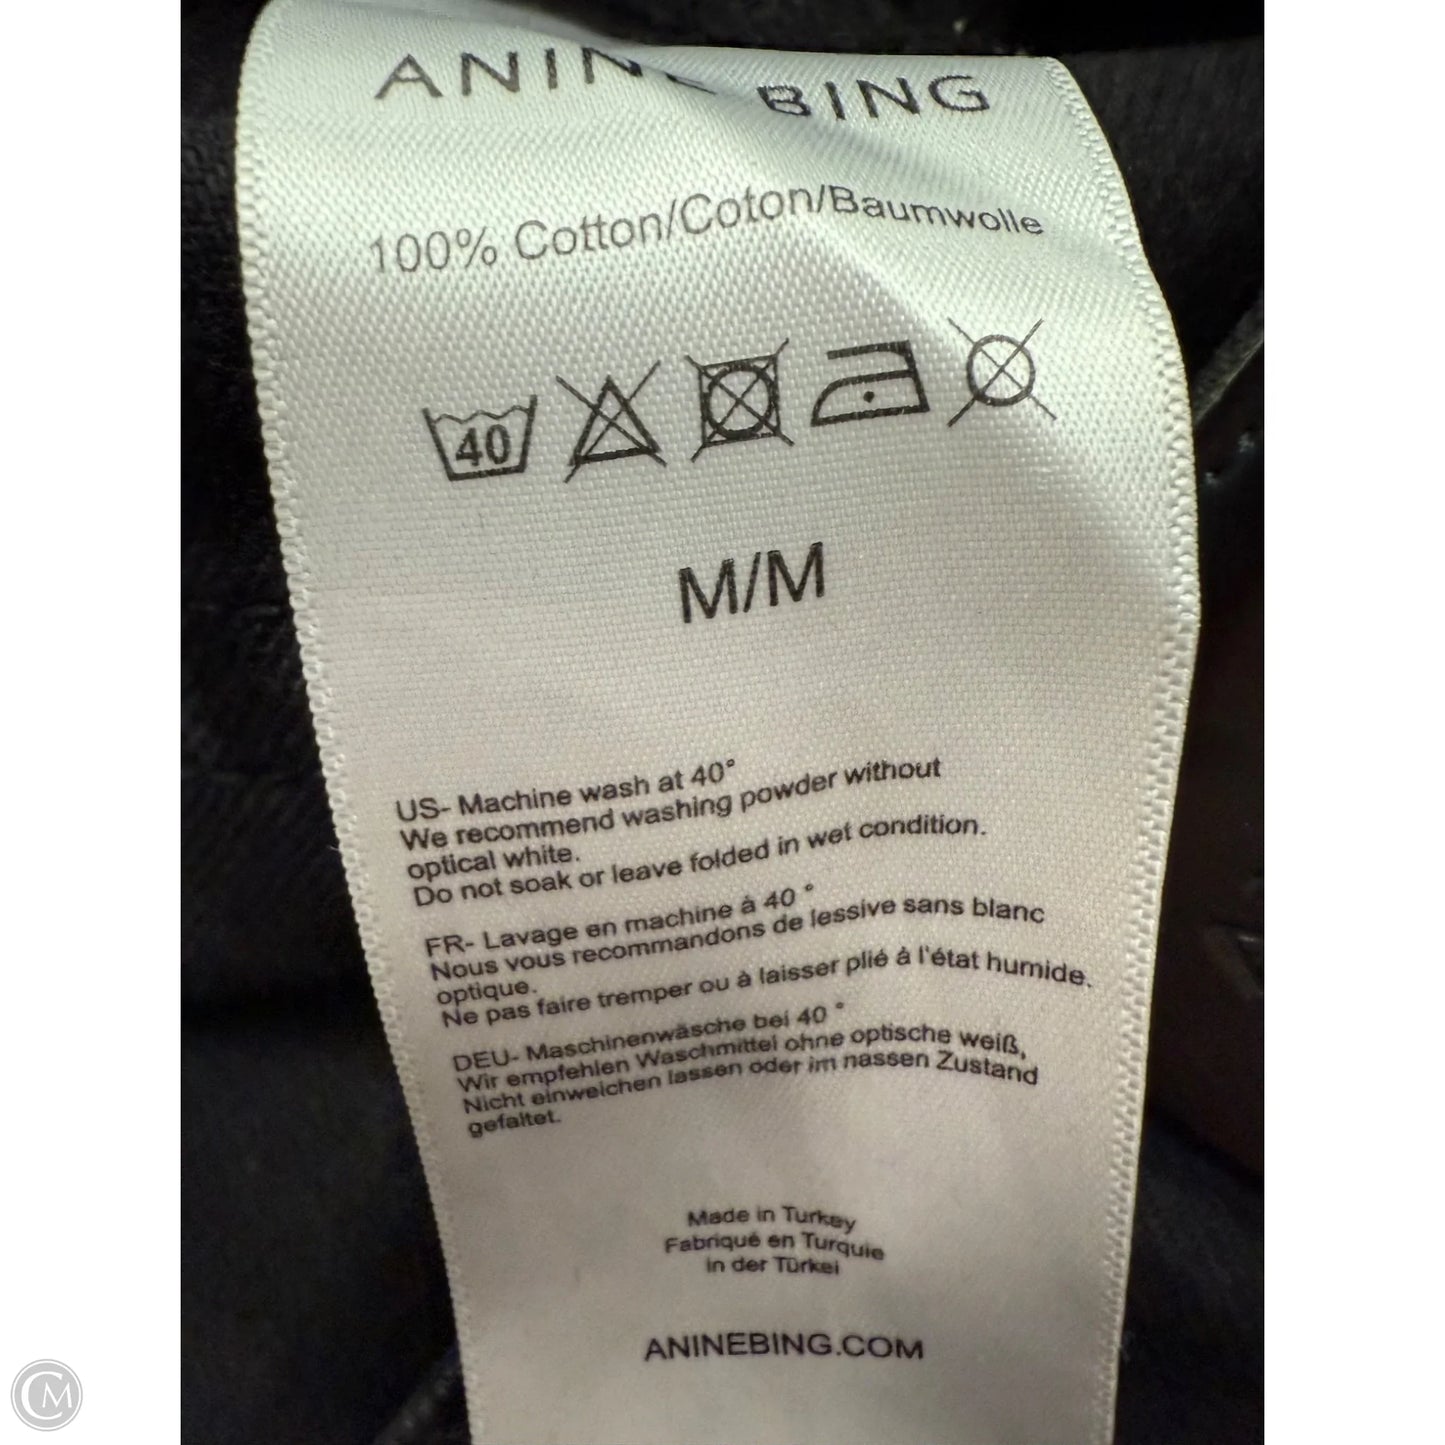 ANINE BING
100% Cotton/Coton/Baumwolle
40
M/M
US- Machine wash at 40°
We recommend washing powder without
optical white.
Do not soak or leave folded in wet condition.
FR- Lavage en machine à 40 °
Nous vous recommandons de lessive sans blanc
optique.
Ne pas faire tremper ou à laisser plié à l'état humide.
DEU- Maschinenwäsche bei 40 °
Wir empfehlen Waschmittel ohne optische weiß,
Nicht einweichen lassen oder im nassen Zustand
gefaltet.
Made in Turkey
Fabriqué en Turquie
in der Türkei
ANINEBING.COM
CM